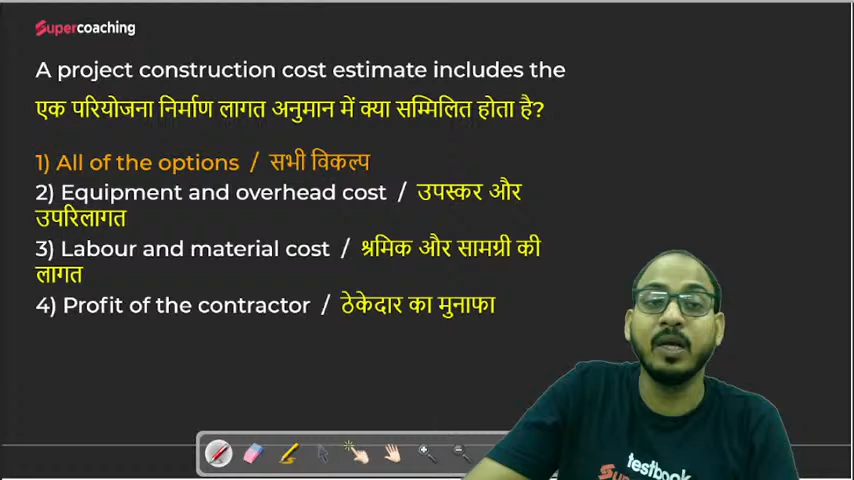 Supercoaching
A project construction cost estimate includes the
एक परियोजना निर्माण लागत अनुमान में क्या सम्मिलित होता है?
1) All of the options / सभी विकल्प
2) Equipment and overhead cost / उपस्कर और
उपरिलागत
3) Labour and material cost / श्रमिक और सामग्री की
लागत
4) Profit of the contractor / ठेकेदार का मुनाफा
testbook